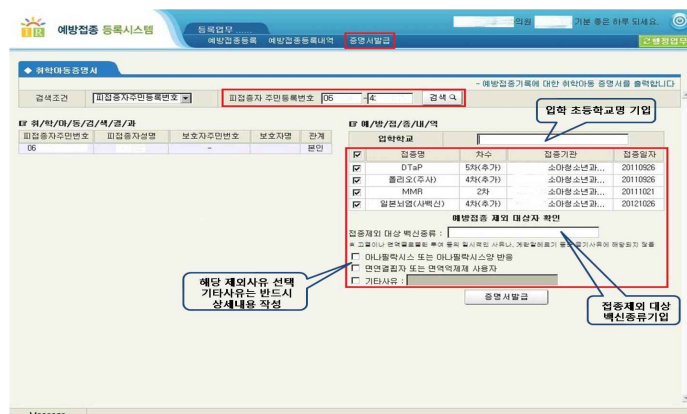 예방접종 등록시스템
등록업무 ......
의원 기분 좋은 하루 되세요.
예방접종등록 예방접종등록내역 증명서발급
행정업무
◆ 취학아동증명서
- 예방접종기록에 대한 취학아동 증명서를 출력합니다
검색조건 피접종자주민등록번호 피접종자 주민등록번호 06 -4: 검색
입학 초등학교명 기입
☞ 취/학/아/동/검/색/결/과
피접종자주민번호 피접종자성명 보호자주민번호 보호자명 관계
06 - 본인
☞ 예/방/접/종/내/역
입학학교
접종명 차수 접종기관 접종일자
DTaP 5차(추가) 소아청소년과... 20110926
폴리오(주사) 4차(추가) 소아청소년과... 20110926
MMR 2차 소아청소년과... 20111021
일본뇌염(사백신) 4차(추가) 소아청소년과... 20121026
예방접종 제외 대상자 확인
접종제외 대상 백신종류 :
아나필락시스 또는 아나필락시스양 반응
면연결핍자 또는 면역억제제 사용자
기타사유 :
증명서발급
해당 제외사유 선택
기타사유는 반드시
상세내용 작성
접종제외 대상
백신종류기입
Message